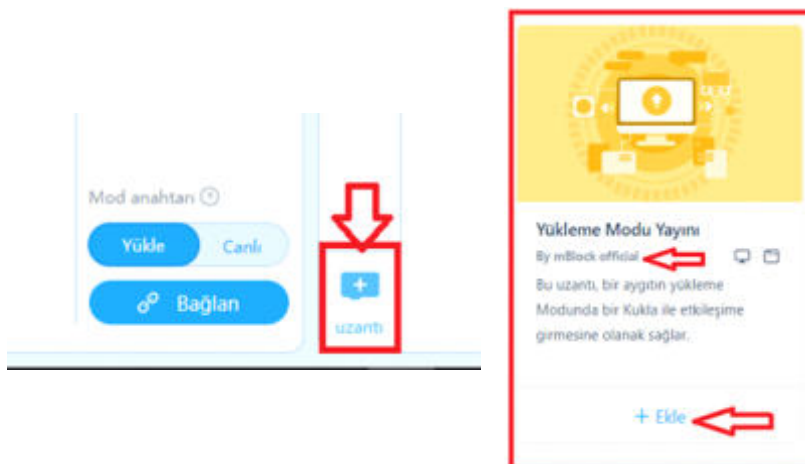 Mod anahtarı ?
Yükle Canlı
Bağlan
uzantı
Yükleme Modu Yayını
By mBlock official
Bu uzantı, bir aygıtın yükleme
Modunda bir Kukla ile etkileşime
girmesine olanak sağlar.
+ Ekle